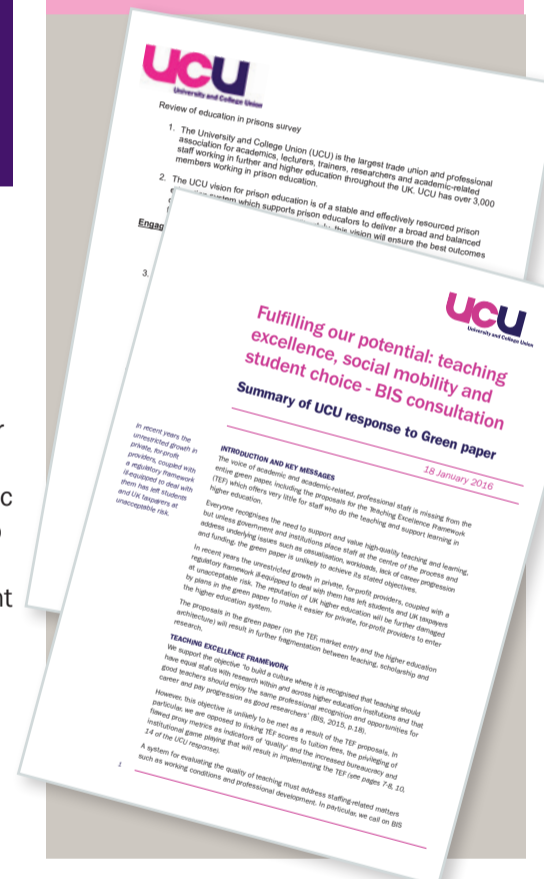 UCU
University and College Union
Review of education in prisons survey
1. The University and College Union (UCU) is the largest trade union and professional
association for academics, lecturers, trainers, researchers and academic-related
staff working in further and higher education throughout the UK. UCU has over 3,000
members working in prison education.
2. The UCU vision for prison education is of a stable and effectively resourced prison
system which supports prison educators to deliver a broad and balanced
this vision will ensure the best outcomes
Engag
3.
r
c
nt
UCU
University and College Union
Fulfilling our potential: teaching
excellence, social mobility and
student choice - BIS consultation
Summary of UCU response to Green paper
18 January 2016
In recent years the
unrestricted growth in
private, for-profit
providers, coupled with
a regulatory framework
ill-equipped to deal with
them has left students
and UK taxpayers at
unacceptable risk.
INTRODUCTION AND KEY MESSAGES
The voice of academic and academic-related, professional staff is missing from the
entire green paper, including the proposals for the Teaching Excellence Framework
(TEF) which offers very little for staff who do the teaching and support learning in
higher education.
Everyone recognises the need to support and value high-quality teaching and learning,
but unless government and institutions place staff at the centre of the process and
address underlying issues such as casualisation, workloads, lack of career progression
and funding, the green paper is unlikely to achieve its stated objectives.
In recent years the unrestricted growth in private, for-profit providers, coupled with a
regulatory framework ill-equipped to deal with them has left students and UK taxpayers
at unacceptable risk. The reputation of UK higher education will be further damaged
by plans in the green paper to make it easier for private, for-profit providers to enter
the higher education system.
The proposals in the green paper (on the TEF, market entry and the higher education
architecture) will result in further fragmentation between teaching, scholarship and
research.
TEACHING EXCELLENCE FRAMEWORK
We support the objective 'to build a culture where it is recognised that teaching should
have equal status with research within and across higher education institutions and that
good teachers should enjoy the same professional recognition and opportunities for
career and pay progression as good researchers' (BIS, 2015, p.18).
However, this objective is unlikely to be met as a result of the TEF proposals. In
particular, we are opposed to linking TEF scores to tuition fees, the privileging of
flawed proxy metrics as indicators of 'quality' and the increased bureaucracy and
institutional game playing that will result in implementing the TEF (see pages 7-8, 10,
14 of the UCU response).
A system for evaluating the quality of teaching must address staffing-related matters
such as working conditions and professional development. In particular, we call on BIS
1